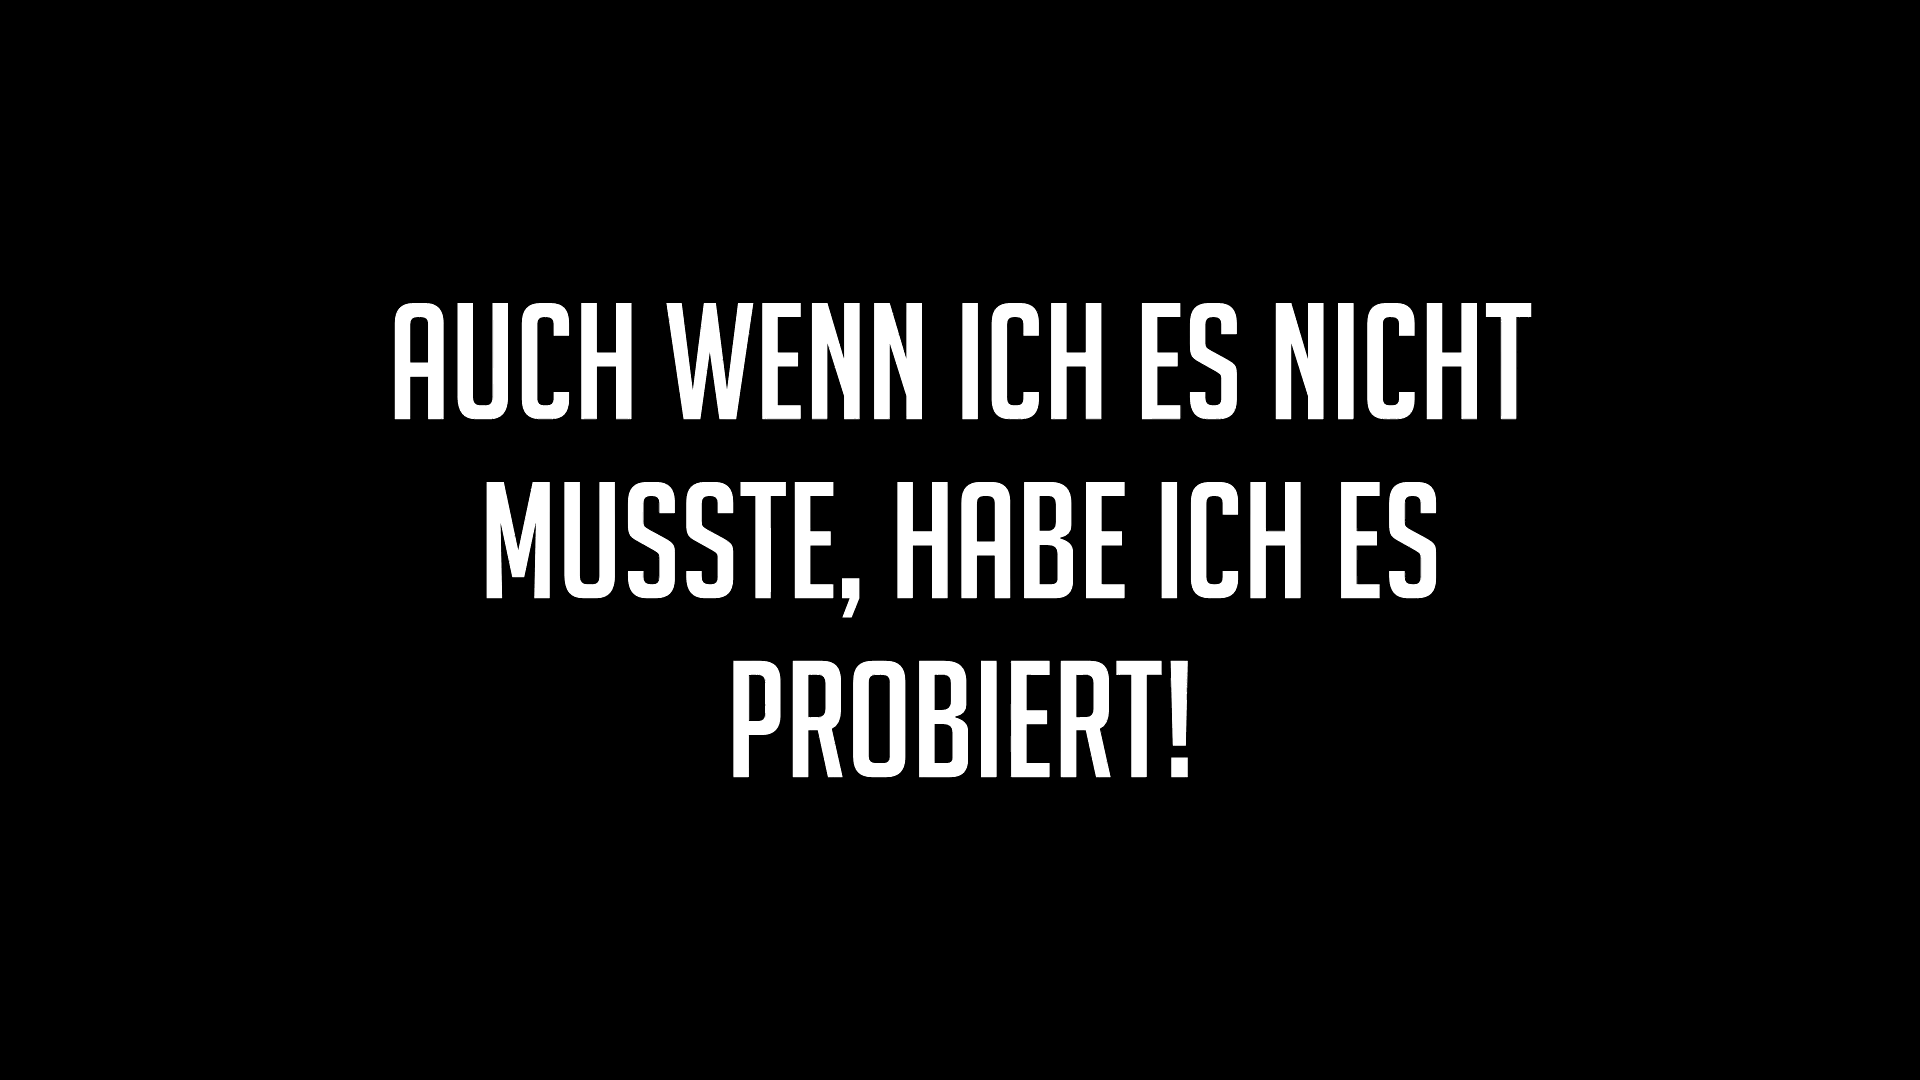 AUCH WENN ICH ES NICHT
MUSSTE, HABE ICH ES
PROBIERT!